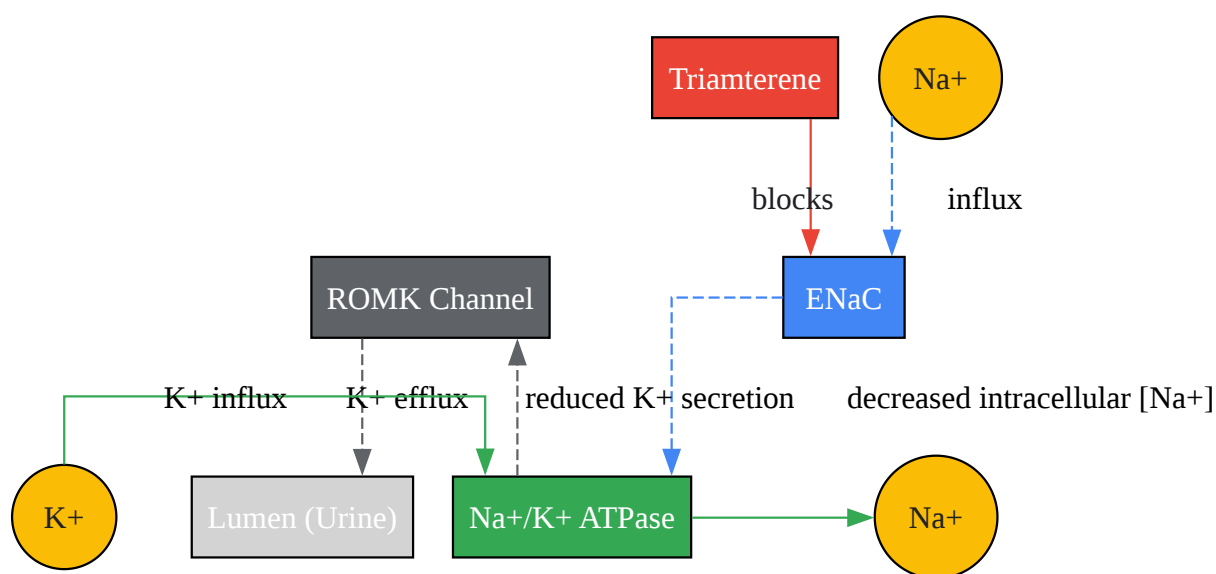 Triamterene
Na+
blocks
influx
ROMK Channel
ENaC
K+ influx
K+ efflux
reduced K+ secretion
decreased intracellular [Na+]
K+
Lumen (Urine)
Na+/K+ ATPase
Na+